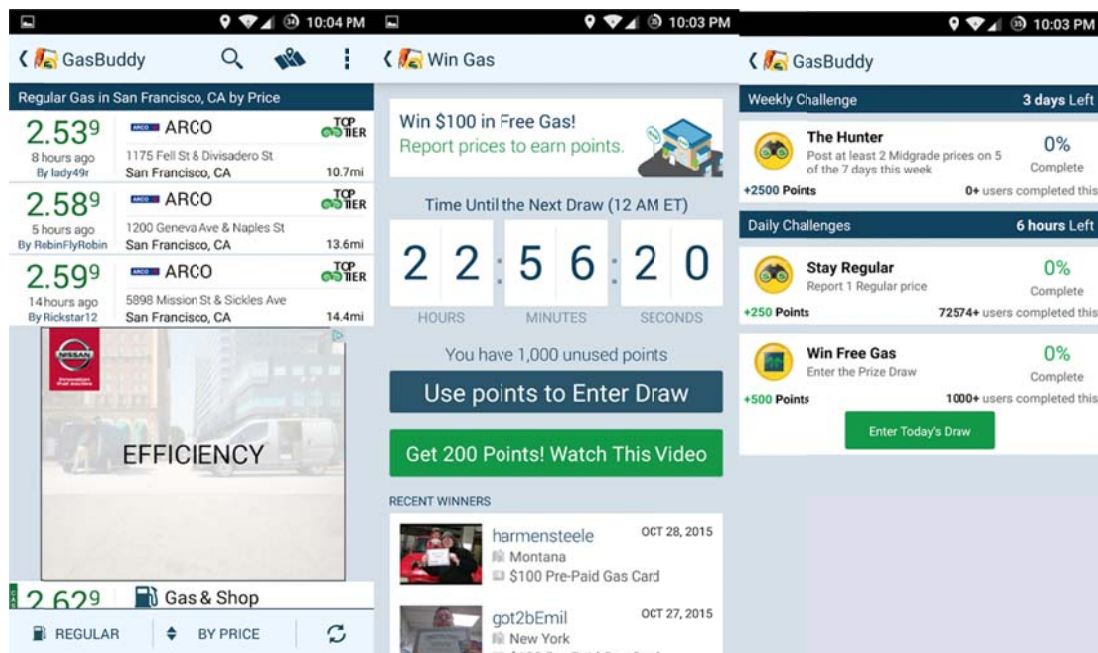 10:04 PM
GasBuddy
Regular Gas in San Francisco, CA by Price
2.539
ARCO
TOP TIER
8 hours ago
1175 Fell St & Divisadero St
By lady49r
San Francisco, CA
10.7mi
2.589
ARCO
TOP TIER
5 hours ago
1200 Geneva Ave & Naples St
By RobinFlyRobin
San Francisco, CA
13.6mi
2.599
ARCO
TOP TIER
14 hours ago
5898 Mission St & Sickles Ave
By Rickstar12
San Francisco, CA
14.4mi
NISSAN
EFFICIENCY
2.629
Gas & Shop
REGULAR
BY PRICE
10:03 PM
Win Gas
Win $100 in Free Gas!
Report prices to earn points.
Time Until the Next Draw (12 AM ET)
22:56:20
HOURS MINUTES SECONDS
You have 1,000 unused points
Use points to Enter Draw
Get 200 Points! Watch This Video
RECENT WINNERS
harmensteele
OCT 28, 2015
Montana
$100 Pre-Paid Gas Card
got2bEmil
OCT 27, 2015
New York
10:03 PM
GasBuddy
Weekly Challenge
3 days Left
The Hunter
0%
Post at least 2 Midgrade prices on 5
of the 7 days this week
Complete
+2500 Points
0+ users completed this
Daily Challenges
6 hours Left
Stay Regular
0%
Report 1 Regular price
Complete
+250 Points
72574+ users completed this
Win Free Gas
0%
Enter the Prize Draw
Complete
+500 Points
1000+ users completed this
Enter Today's Draw